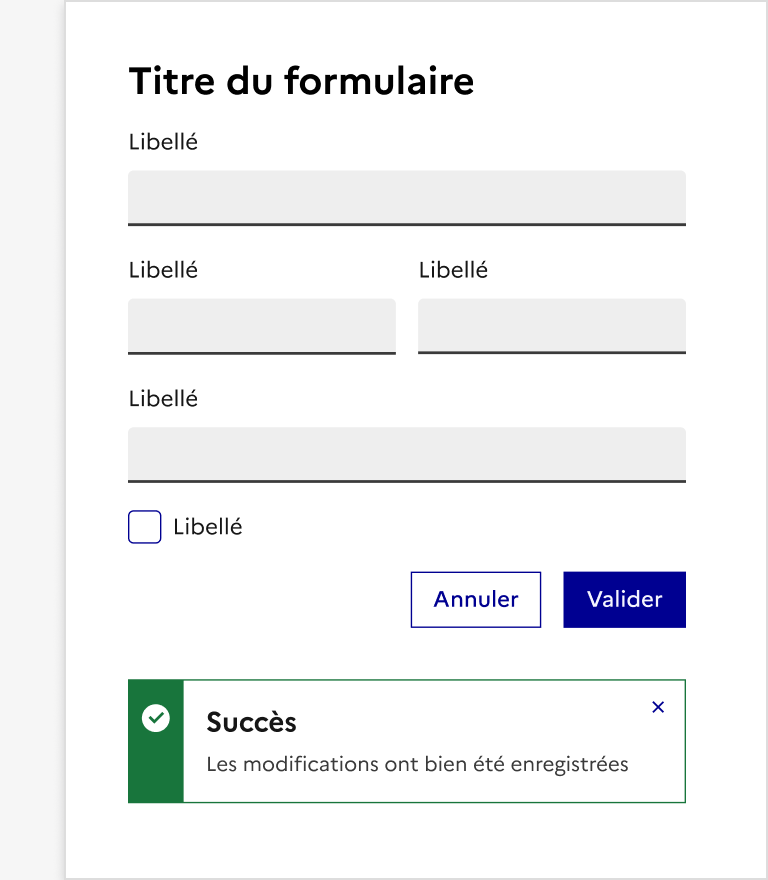 Titre du formulaire
Libellé
Libellé Libellé
Libellé
Libellé
Annuler Valider
Succès
Les modifications ont bien été enregistrées